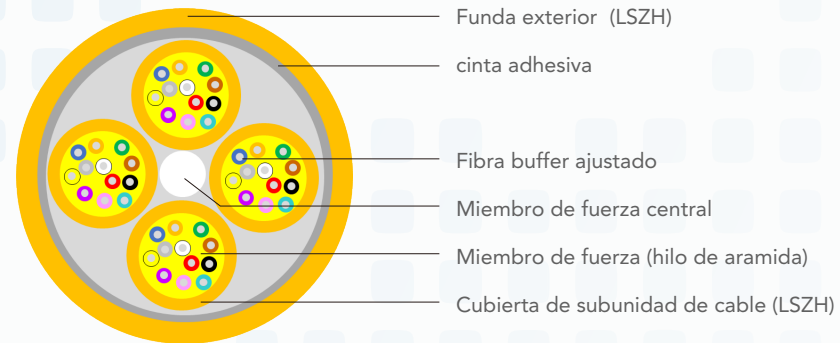 Funda exterior (LSZH)
cinta adhesiva
Fibra buffer ajustado
Miembro de fuerza central
Miembro de fuerza (hilo de aramida)
Cubierta de subunidad de cable (LSZH)